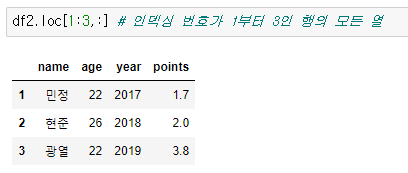 df2.loc[1:3,:] # 인덱싱 번호가 1부터 3인 행의 모든 열
name age year points
1 민정 22 2017 1.7
2 현준 26 2018 2.0
3 광열 22 2019 3.8